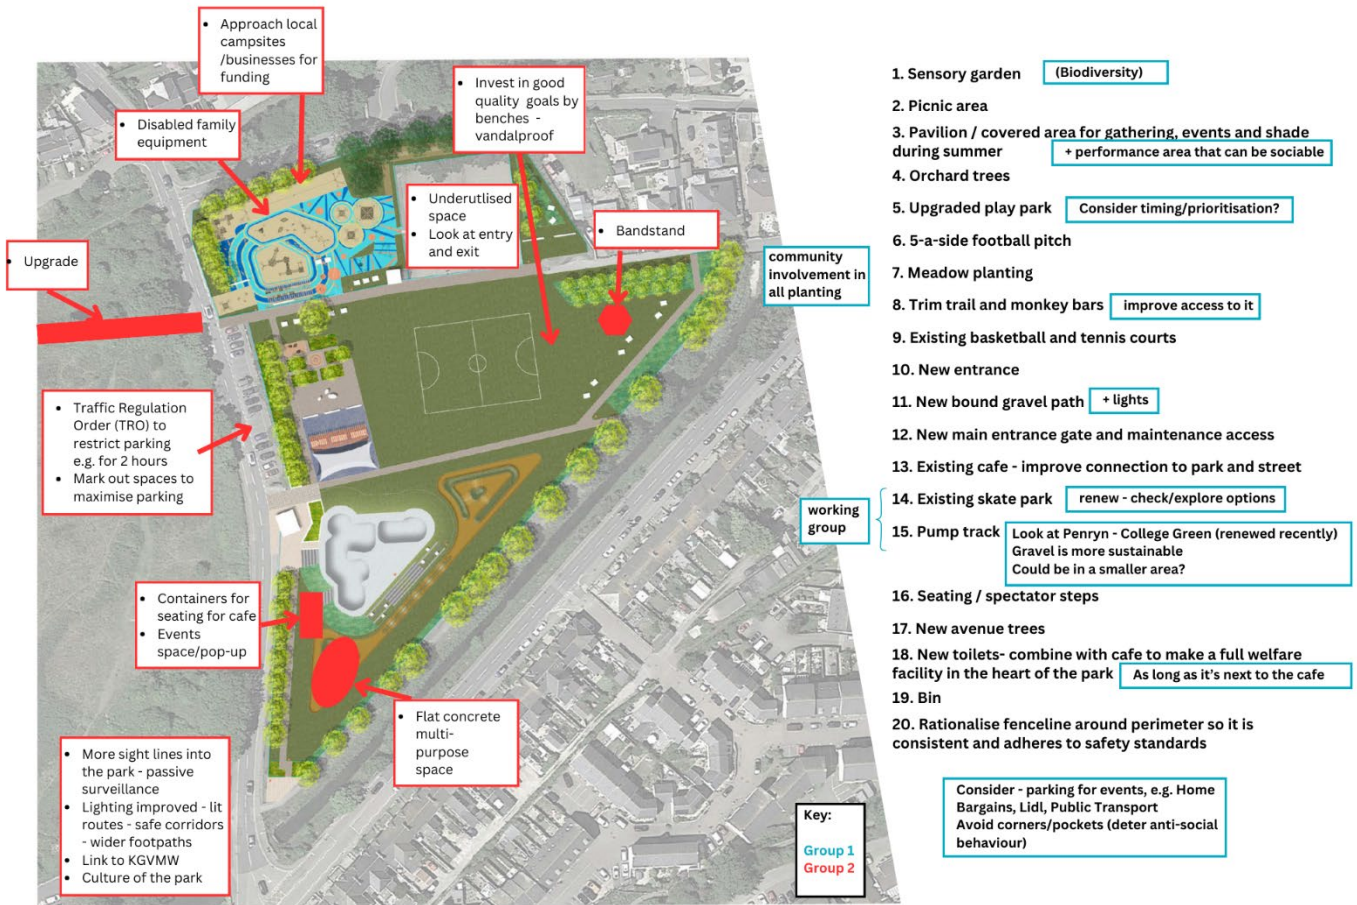 • Approach local
campsites
/businesses for
funding
• Disabled family
equipment
• Invest in good
quality goals by
benches -
vandalproof
• Underutlised
space
• Look at entry
and exit
• Bandstand
• Upgrade
community
involvement in
all planting
• Traffic Regulation
Order (TRO) to
restrict parking
e.g. for 2 hours
• Mark out spaces to
maximise parking
• Containers for
seating for cafe
• Events
space/pop-up
• Flat concrete
multi-
purpose
space
• More sight lines into
the park - passive
surveillance
• Lighting improved - lit
routes - safe corridors
- wider footpaths
• Link to KGVMW
• Culture of the park
Key:
Group 1
Group 2
1. Sensory garden (Biodiversity)
2. Picnic area
3. Pavilion / covered area for gathering, events and shade
during summer + performance area that can be sociable
4. Orchard trees
5. Upgraded play park Consider timing/prioritisation?
6. 5-a-side football pitch
7. Meadow planting
8. Trim trail and monkey bars improve access to it
9. Existing basketball and tennis courts
10. New entrance
11. New bound gravel path + lights
12. New main entrance gate and maintenance access
13. Existing cafe - improve connection to park and street
working
group
14. Existing skate park renew - check/explore options
15. Pump track Look at Penryn - College Green (renewed recently)
Gravel is more sustainable
Could be in a smaller area?
16. Seating / spectator steps
17. New avenue trees
18. New toilets- combine with cafe to make a full welfare
facility in the heart of the park As long as it's next to the cafe
19. Bin
20. Rationalise fenceline around perimeter so it is
consistent and adheres to safety standards
Consider - parking for events, e.g. Home
Bargains, Lidl, Public Transport
Avoid corners/pockets (deter anti-social
behaviour)